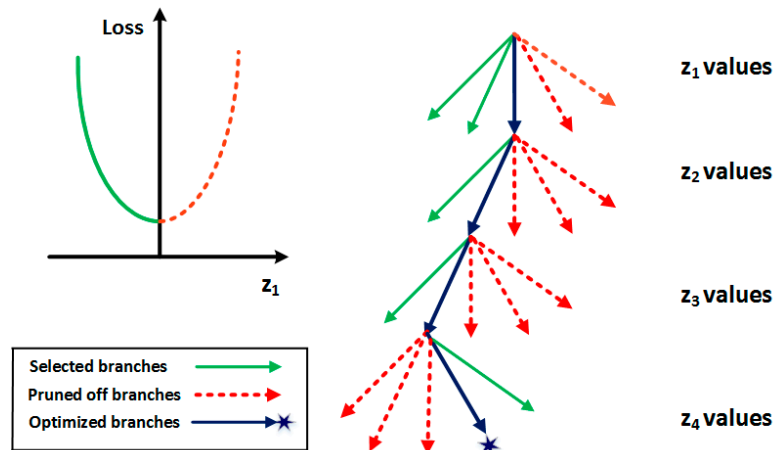 Loss
z₁
z₁ values
z₂ values
z₃ values
z₄ values
Selected branches
Pruned off branches
Optimized branches